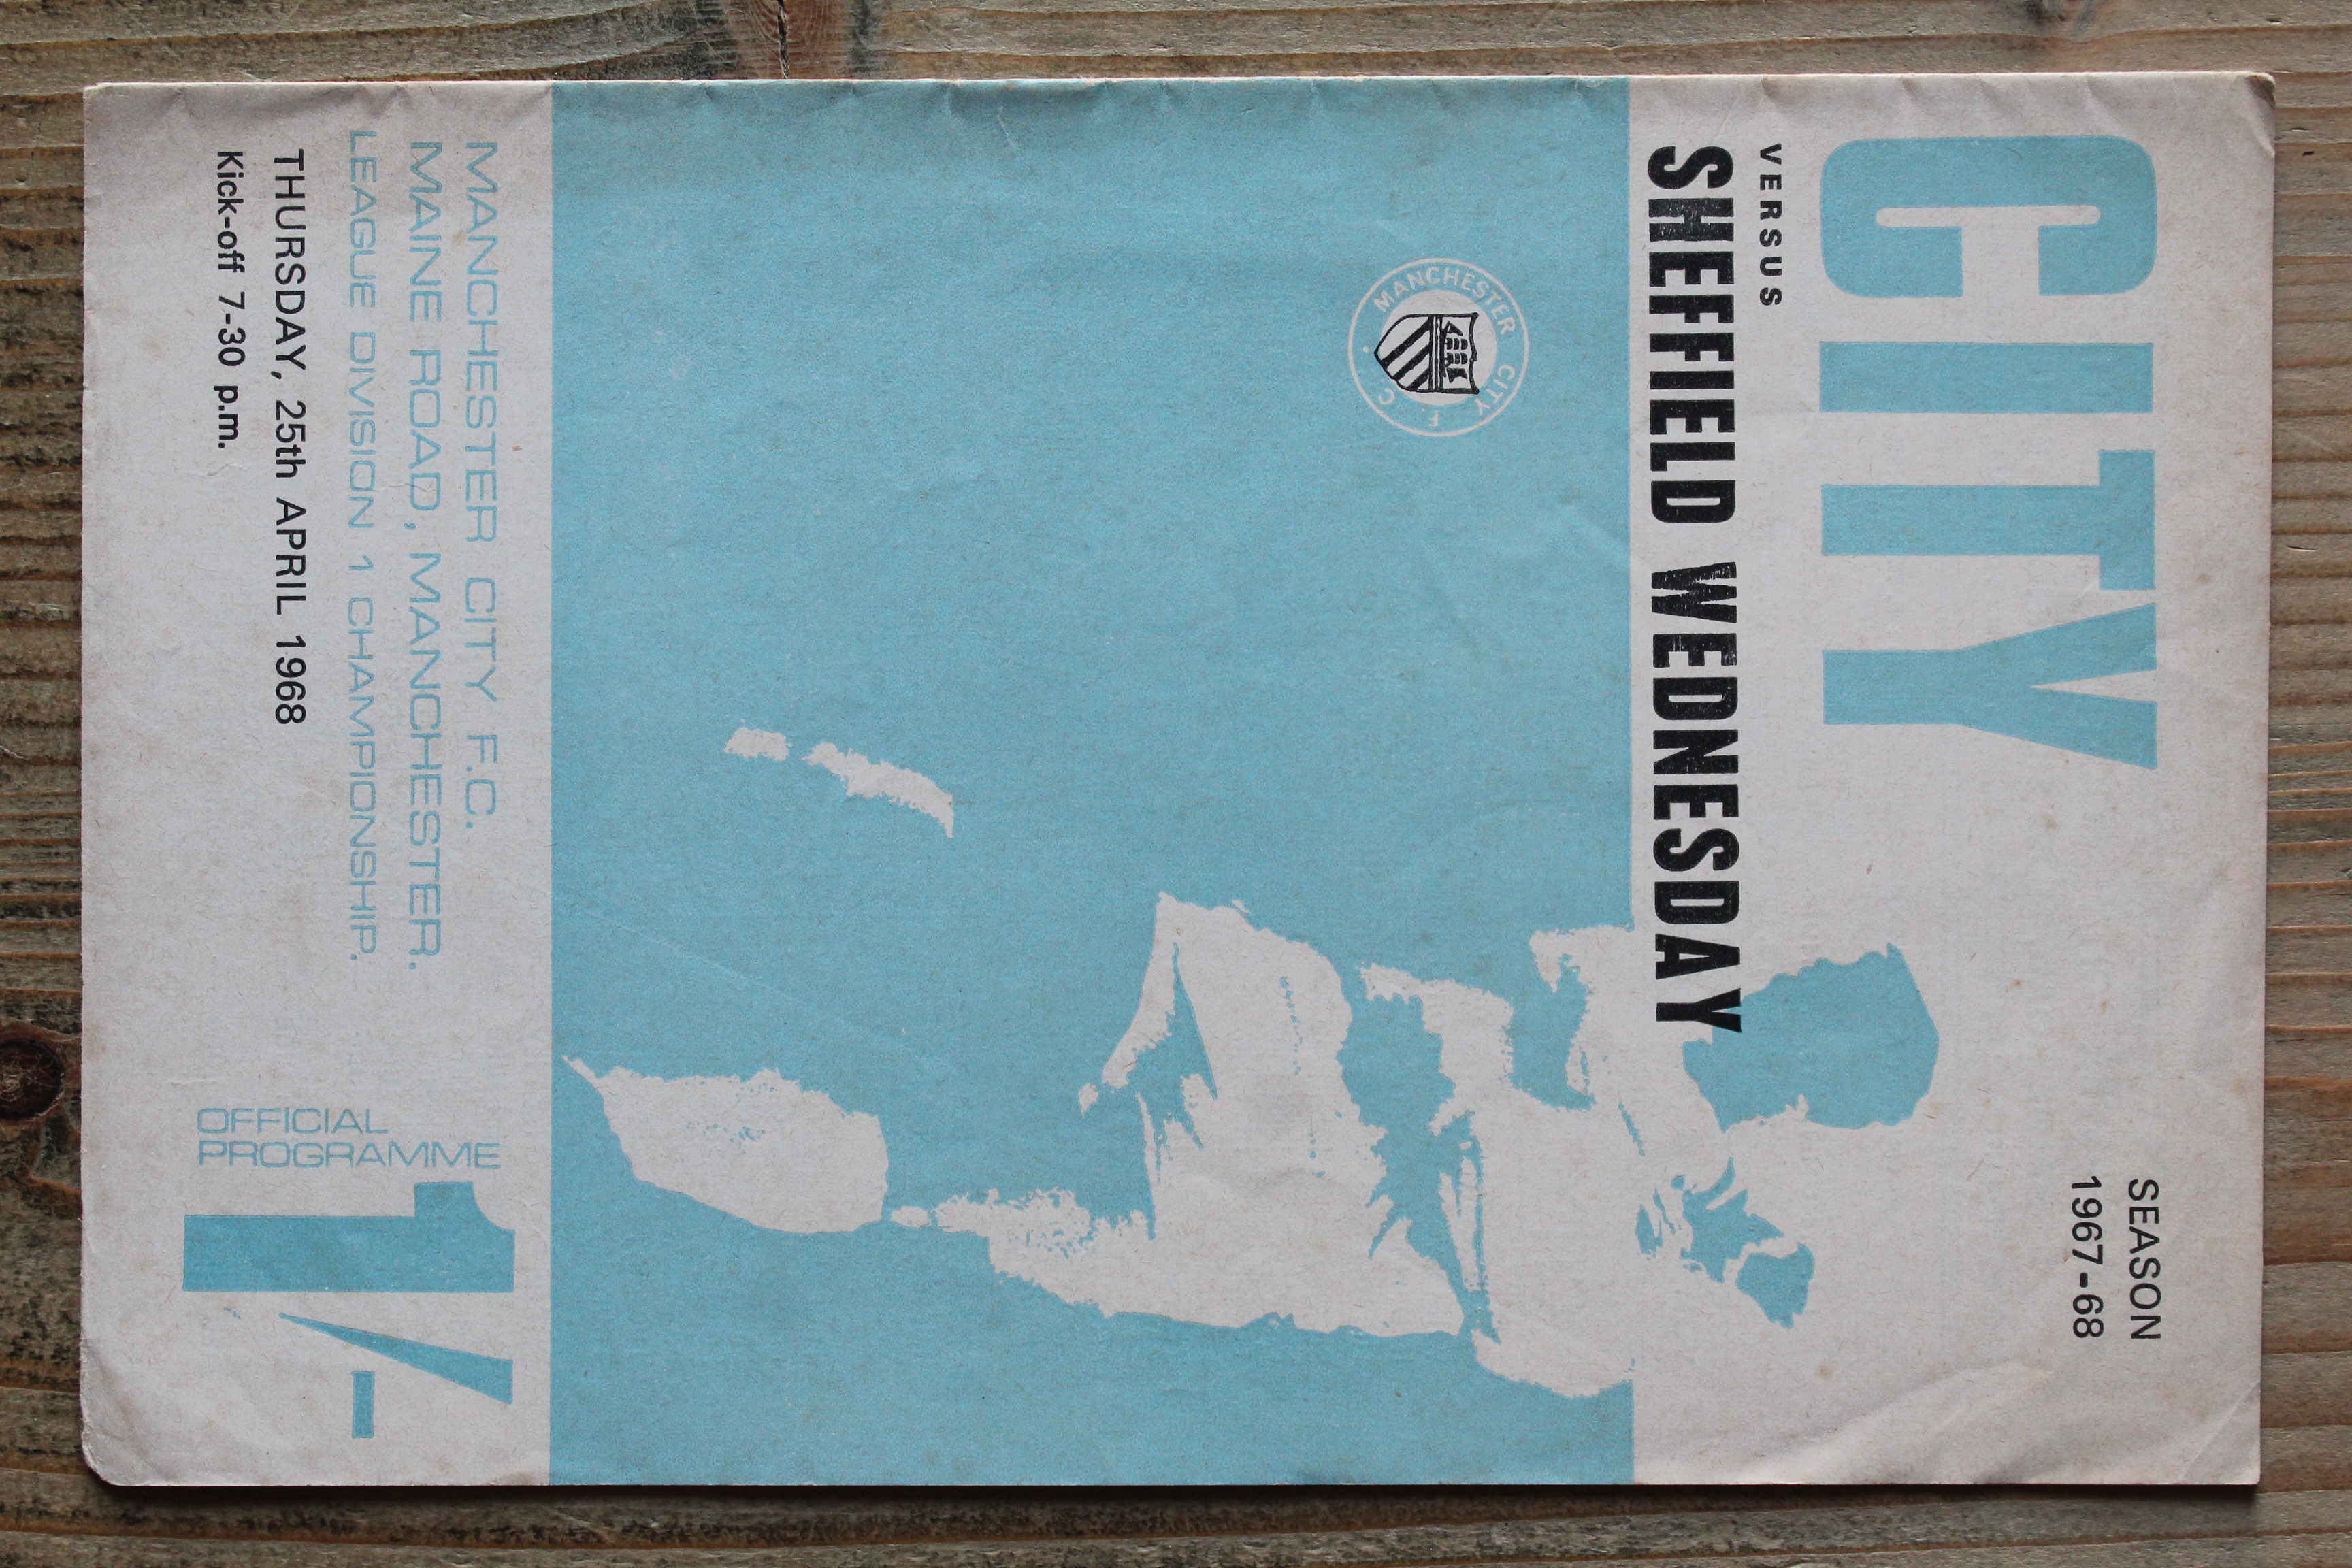 CITY
SEASON
1967-68
VERSUS
SHEFFIELD WEDNESDAY
MANCHESTER CITY F.C.
MANCHESTER CITY F.C.
MAINE ROAD, MANCHESTER.
LEAGUE DIVISION 1 CHAMPIONSHIP.
THURSDAY, 25th APRIL 1968
Kick-off 7-30 p.m.
OFFICIAL
PROGRAMME
1/-